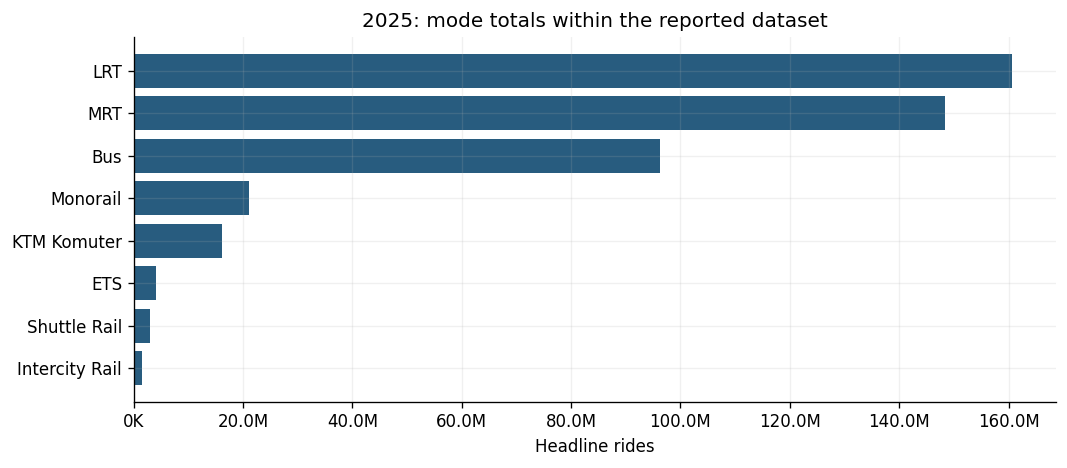 2025: mode totals within the reported dataset
LRT
MRT
Bus
Monorail
KTM Komuter
ETS
Shuttle Rail
Intercity Rail
0K 20.0M 40.0M 60.0M 80.0M 100.0M 120.0M 140.0M 160.0M
Headline rides